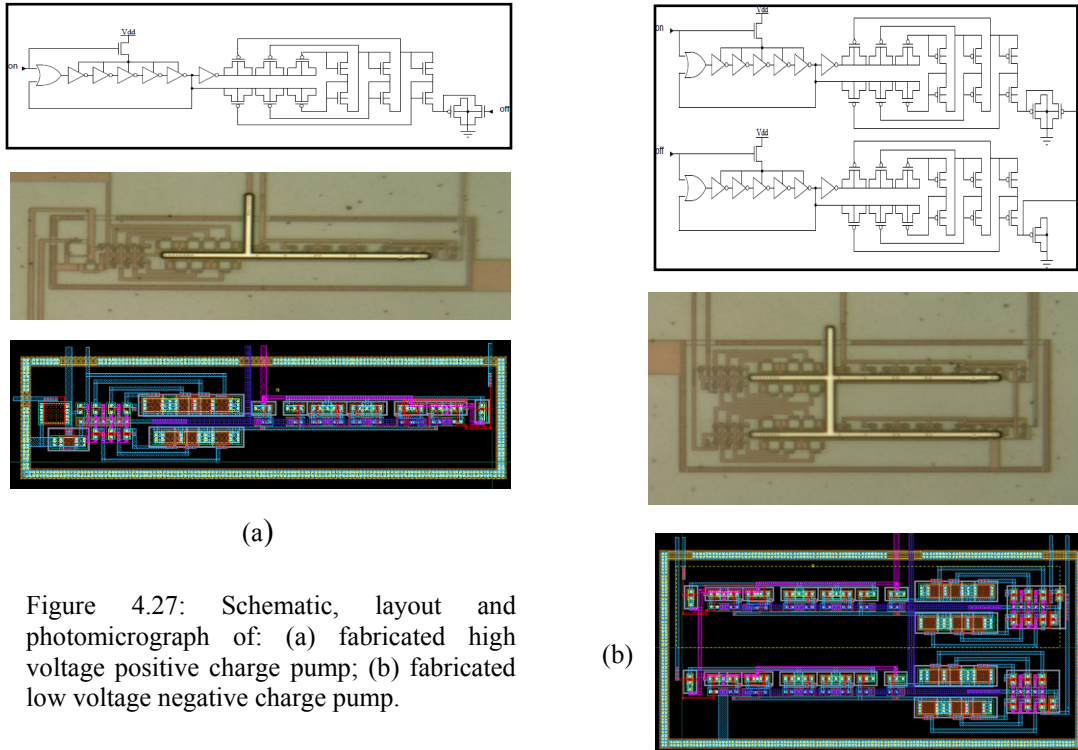 Vdd
on
off
(a)
Figure 4.27: Schematic, layout and
photomicrograph of: (a) fabricated high
voltage positive charge pump; (b) fabricated
low voltage negative charge pump.
Vdd
on
Vdd
off
(b)